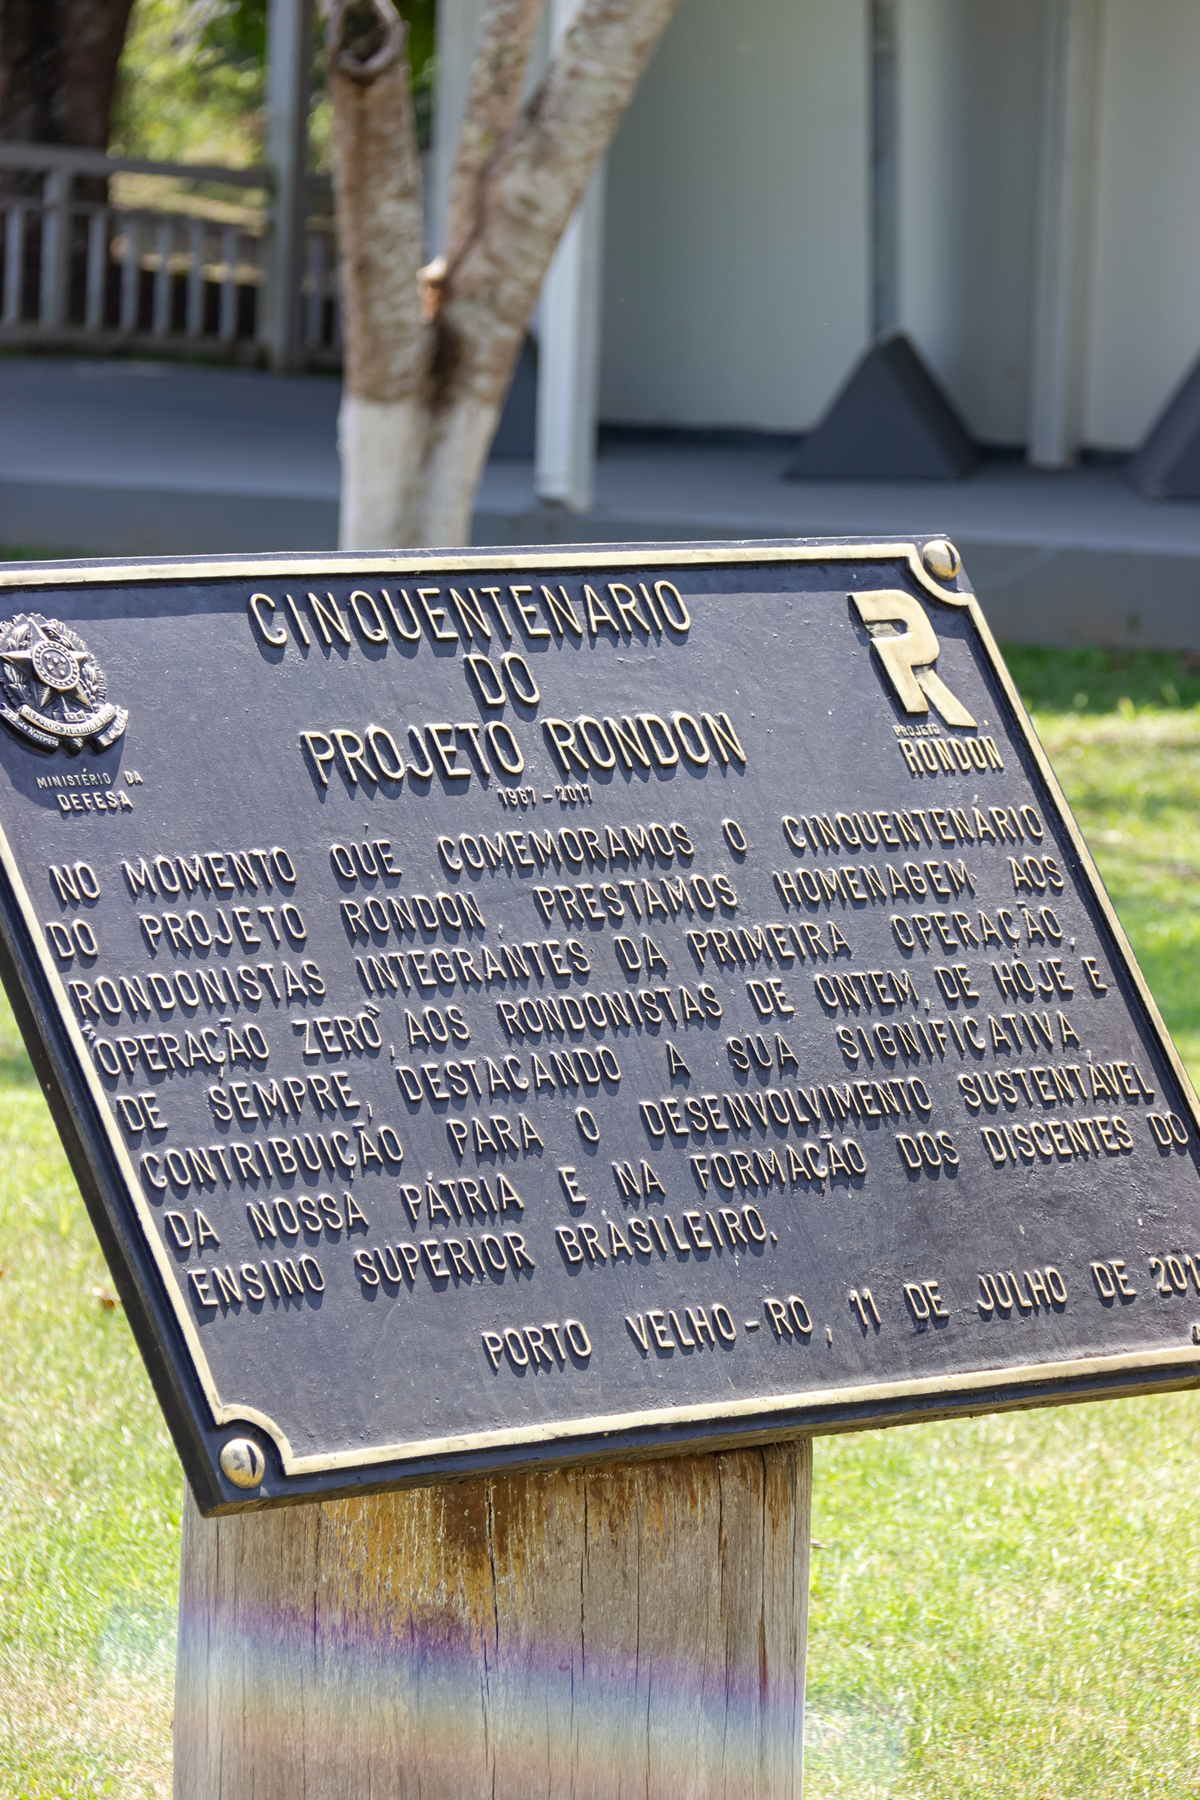 CINQUENTENARIO
DO
PROJETO RONDON
1967-2017
MINISTÉRIO DA
DEFESA
PROJETO
RONDON
NO MOMENTO QUE COMEMORAMOS O CINQUENTENÁRIO
DO PROJETO RONDON, PRESTAMOS HOMENAGEM AOS
RONDONISTAS INTEGRANTES DA PRIMEIRA OPERAÇÃO,
"OPERAÇÃO ZERO", AOS RONDONISTAS DE ONTEM, DE HOJE E
DE SEMPRE, DESTACANDO A SUA SIGNIFICATIVA
CONTRIBUIÇÃO PARA O DESENVOLVIMENTO SUSTENTÁVEL
DA NOSSA PÁTRIA E NA FORMAÇÃO DOS DISCENTES DO
ENSINO SUPERIOR BRASILEIRO.
PORTO VELHO-RO, 11 DE JULHO DE